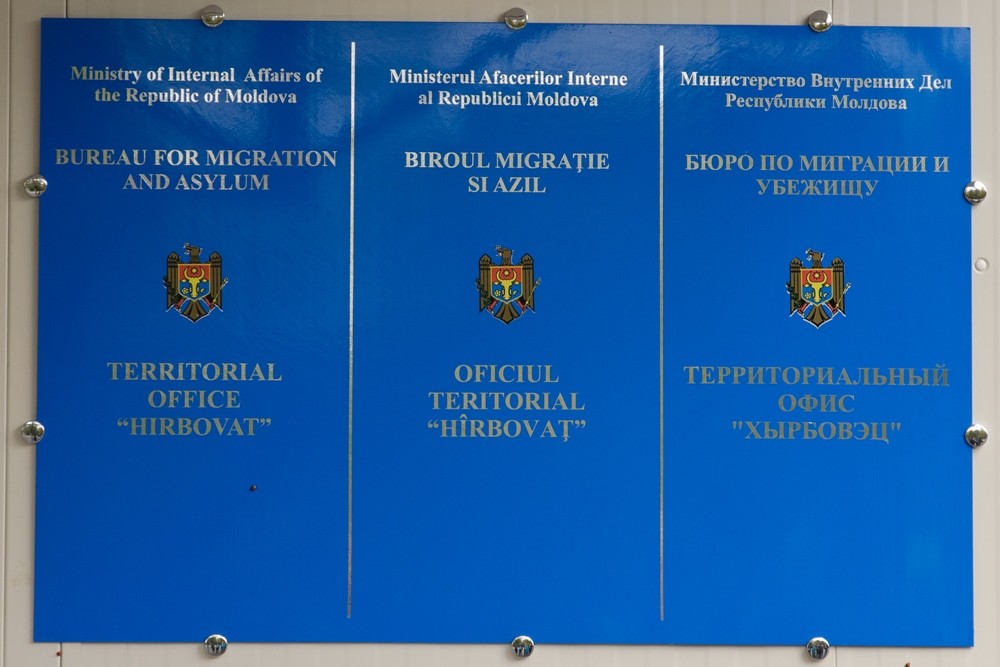 Ministry of Internal Affairs of
the Republic of Moldova
BUREAU FOR MIGRATION
AND ASYLUM
TERRITORIAL
OFFICE
“HIRBOVAT”
Ministerul Afacerilor Interne
al Republicii Moldova
BIROUL MIGRAŢIE
SI AZIL
OFICIUL
TERITORIAL
“HÎRBOVAŢ”
Министерство Внутренних Дел
Республики Молдова
БЮРО ПО МИГРАЦИИ И
УБЕЖИЩУ
ТЕРРИТОРИАЛЬНЫЙ
ОФИС
"ХЫРБОВЭЦ"